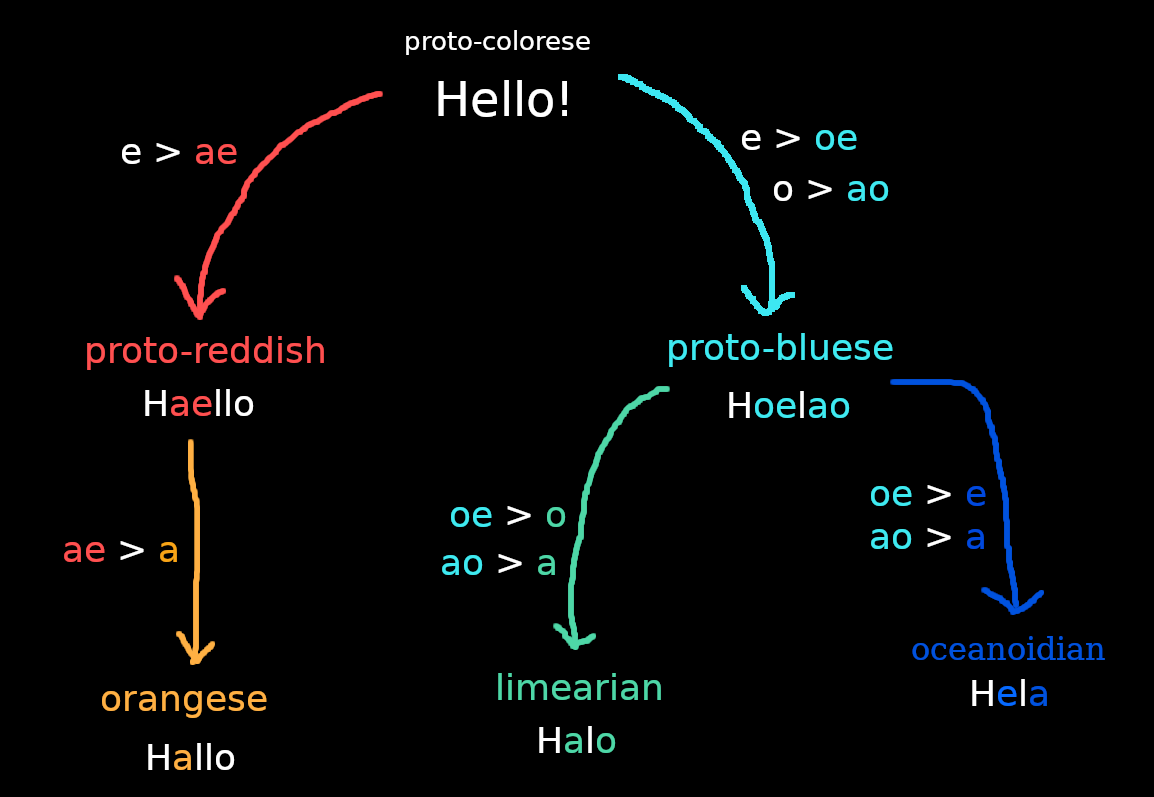 proto-colorese
Hello!
e > ae
e > oe
o > ao
proto-reddish
Haello
proto-bluese
Hoelao
ae > a
oe > o
ao > a
oe > e
ao > a
orangese
Hallo
limearian
Halo
oceanoidian
Hela